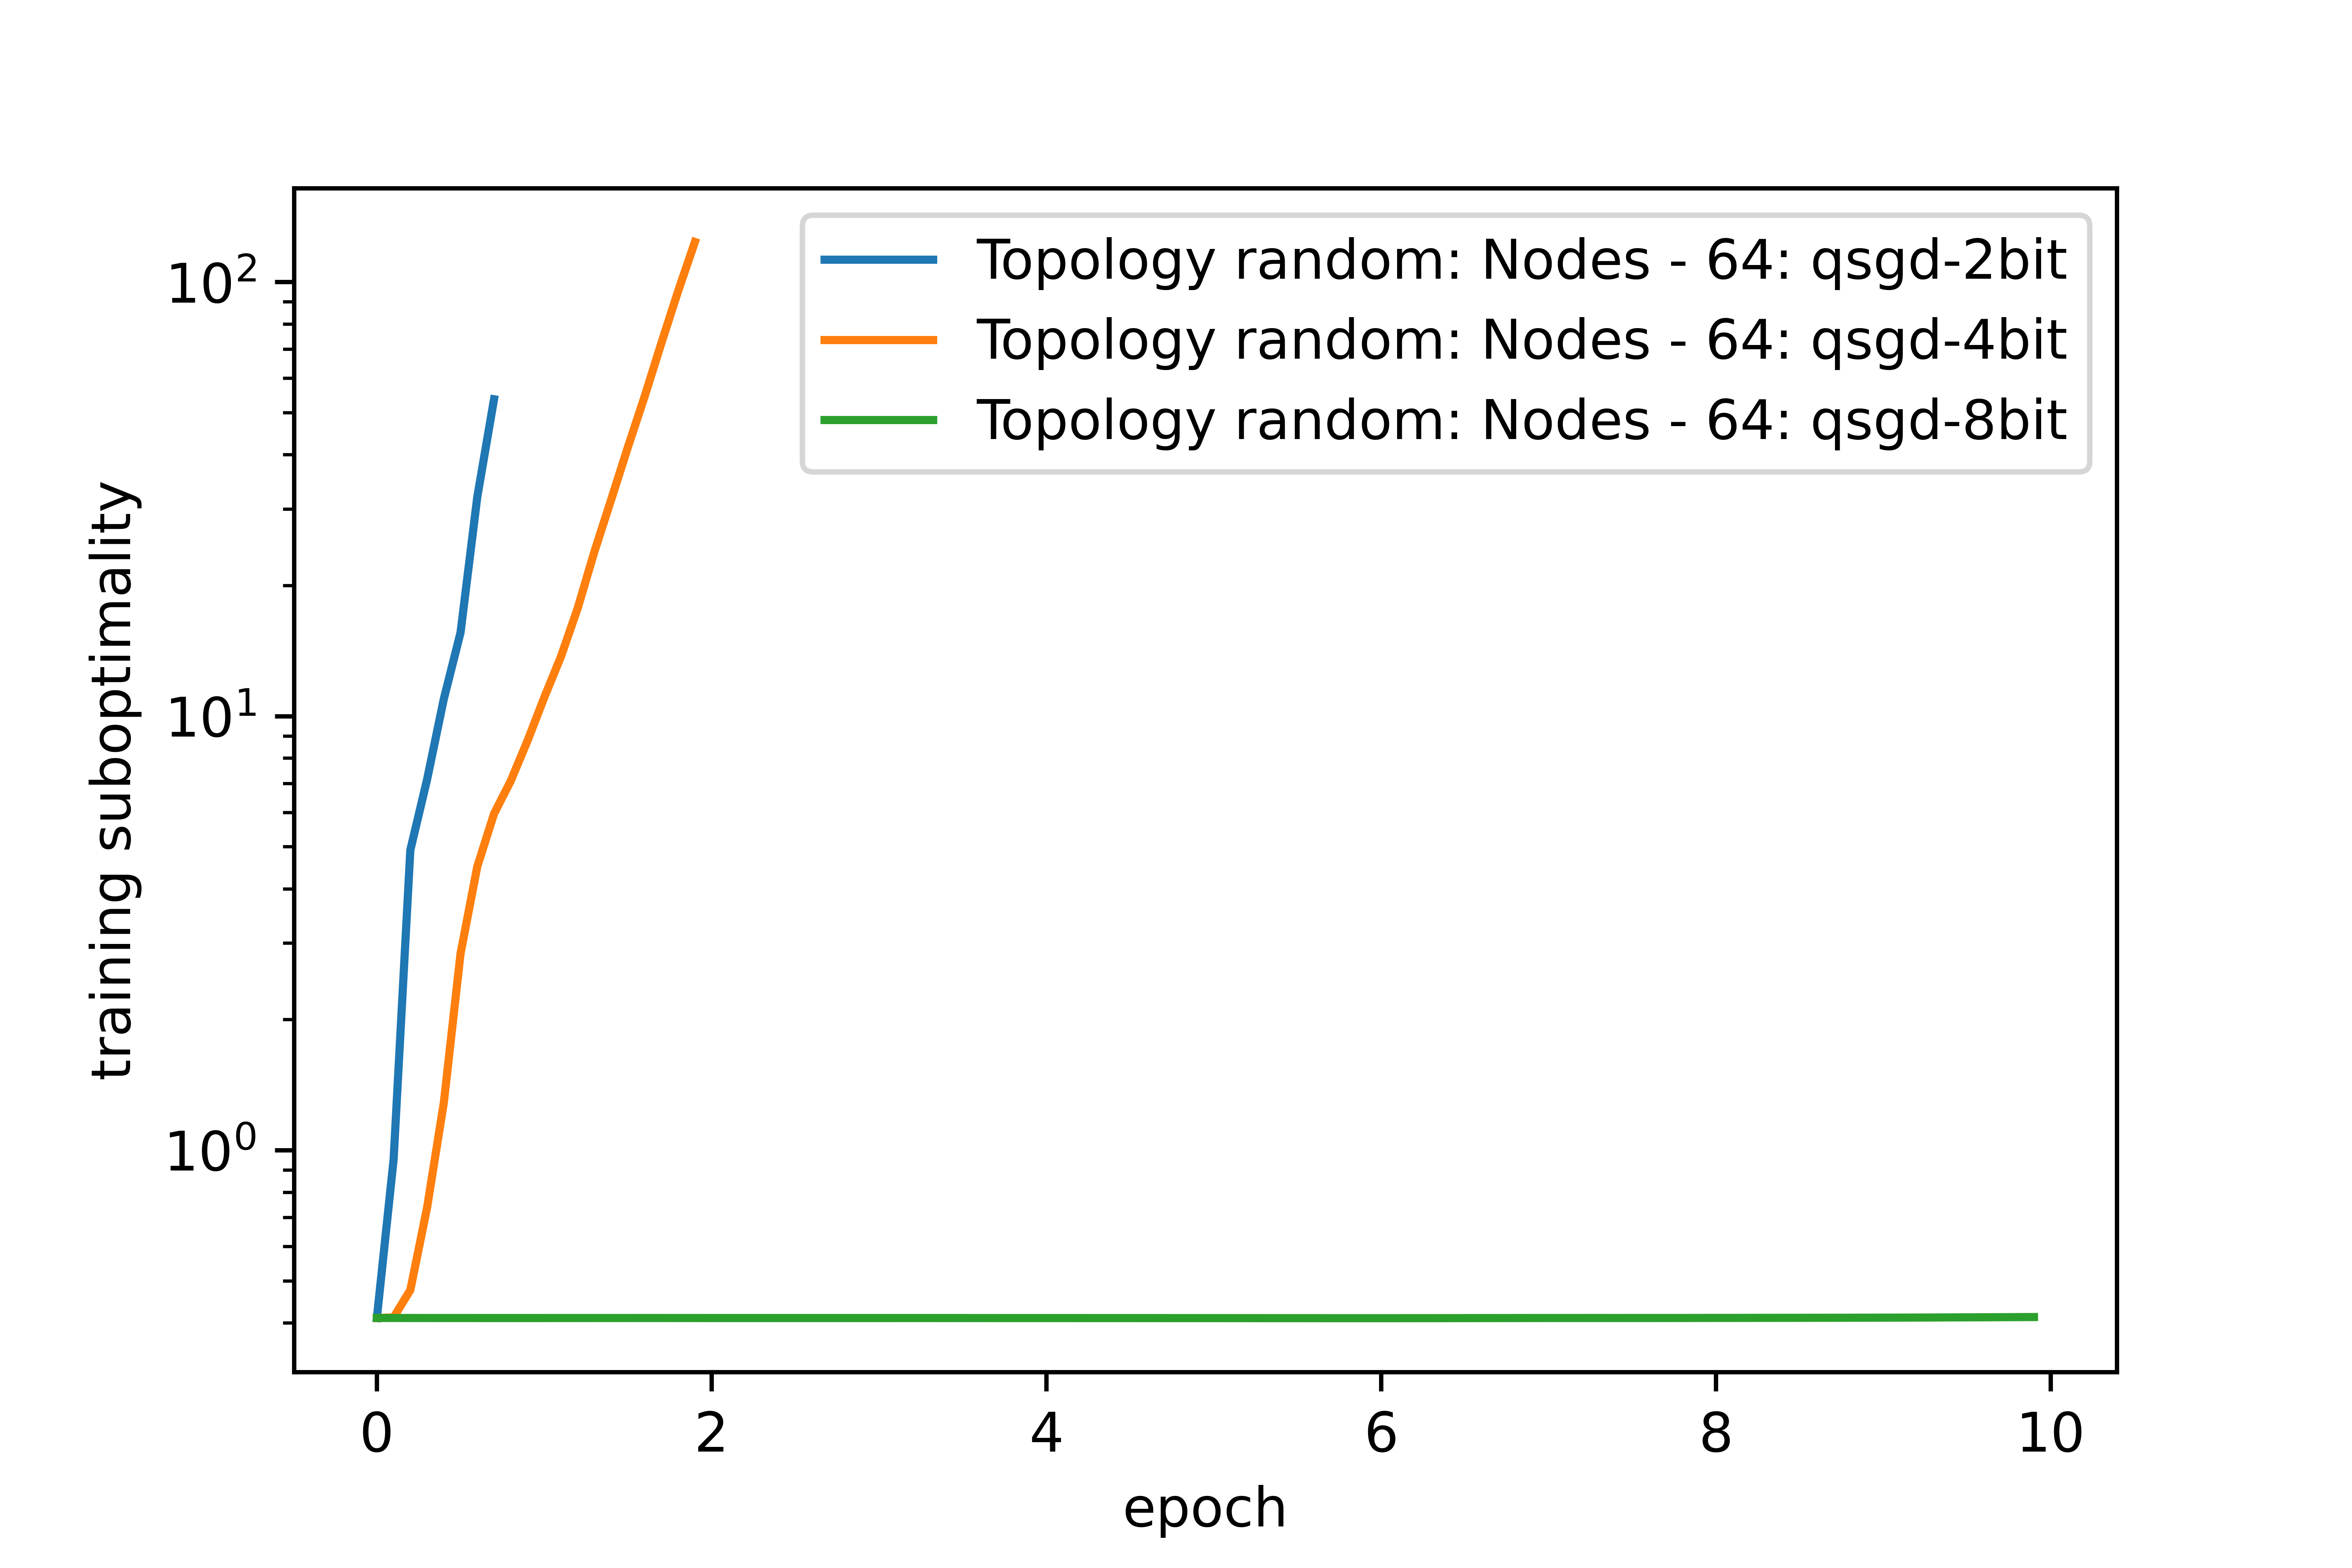 Topology random: Nodes - 64: qsgd-2bit
Topology random: Nodes - 64: qsgd-4bit
Topology random: Nodes - 64: qsgd-8bit
training suboptimality
10²
10¹
10⁰
0 2 4 6 8 10
epoch